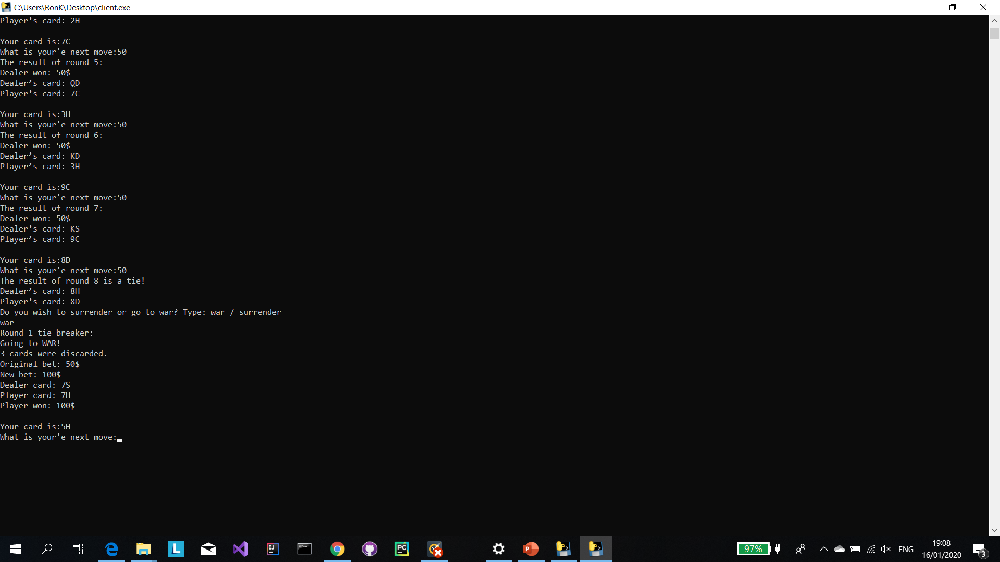 C:\Users\RonK\Desktop\client.exe
Player’s card: 2H
Your card is:7C
What is your'e next move:50
The result of round 5:
Dealer won: 50$
Dealer’s card: QD
Player’s card: 7C
Your card is:3H
What is your'e next move:50
The result of round 6:
Dealer won: 50$
Dealer’s card: KD
Player’s card: 3H
Your card is:9C
What is your'e next move:50
The result of round 7:
Dealer won: 50$
Dealer’s card: KS
Player’s card: 9C
Your card is:8D
What is your'e next move:50
The result of round 8 is a tie!
Dealer’s card: 8H
Player’s card: 8D
Do you wish to surrender or go to war? Type: war / surrender
war
Round 1 tie breaker:
Going to WAR!
3 cards were discarded.
Original bet: 50$
New bet: 100$
Dealer card: 7S
Player card: 7H
Player won: 100$
Your card is:5H
What is your'e next move:
L
IJ
PC
P
97%
ENG
19:08
16/01/2020
3